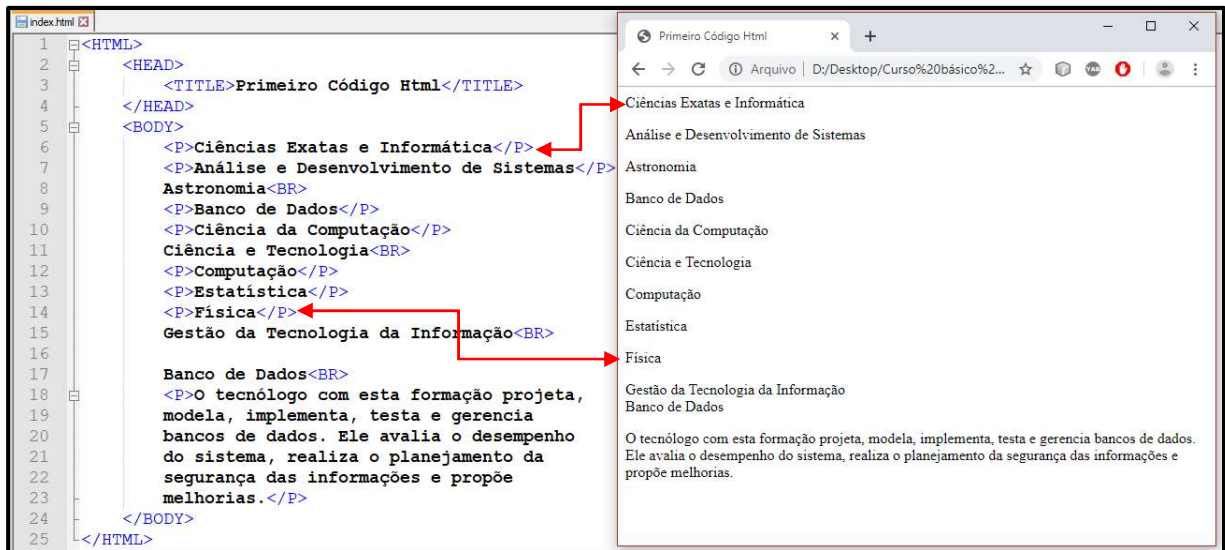 index.html
1 <HTML>
2 <HEAD>
3 <TITLE>Primeiro Código Html</TITLE>
4 </HEAD>
5 <BODY>
6 <P>Ciências Exatas e Informática</P>
7 <P>Análise e Desenvolvimento de Sistemas</P>
8 Astronomia<BR>
9 <P>Banco de Dados</P>
10 <P>Ciência da Computação</P>
11 Ciência e Tecnologia<BR>
12 <P>Computação</P>
13 <P>Estatística</P>
14 <P>Física</P>
15 Gestão da Tecnologia da Informação<BR>
16
17 Banco de Dados<BR>
18 <P>O tecnólogo com esta formação projeta,
19 modela, implementa, testa e gerencia
20 bancos de dados. Ele avalia o desempenho
21 do sistema, realiza o planejamento da
22 segurança das informações e propõe
23 melhorias.</P>
24 </BODY>
25 </HTML>
Primeiro Código Html
Arquivo | D:/Desktop/Curso%20básico%2...
Ciências Exatas e Informática
Análise e Desenvolvimento de Sistemas
Astronomia
Banco de Dados
Ciência da Computação
Ciência e Tecnologia
Computação
Estatística
Física
Gestão da Tecnologia da Informação
Banco de Dados
O tecnólogo com esta formação projeta, modela, implementa, testa e gerencia bancos de dados.
Ele avalia o desempenho do sistema, realiza o planejamento da segurança das informações e
propõe melhorias.